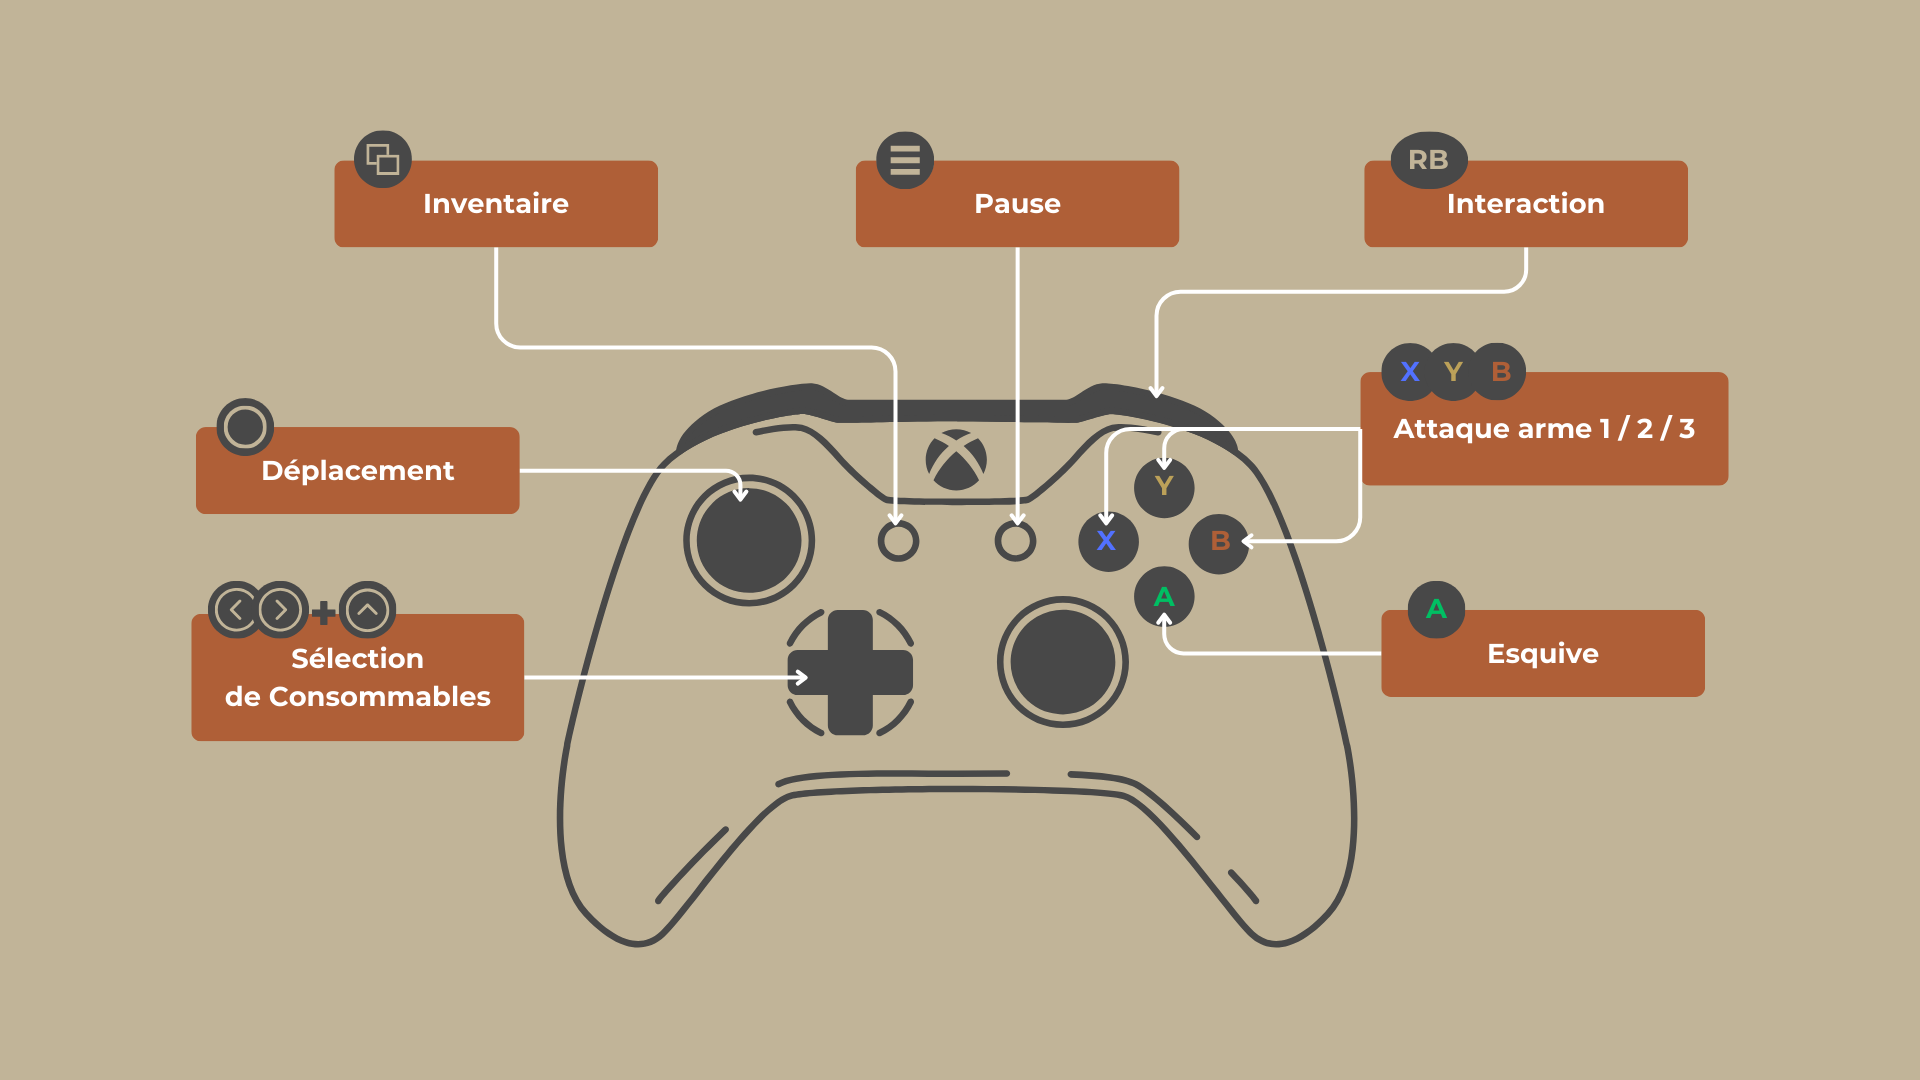 Inventaire
Pause
RB
Interaction
X Y B
Attaque arme 1 / 2 / 3
Déplacement
Y
X
B
A
A
Esquive
Sélection
de Consommables